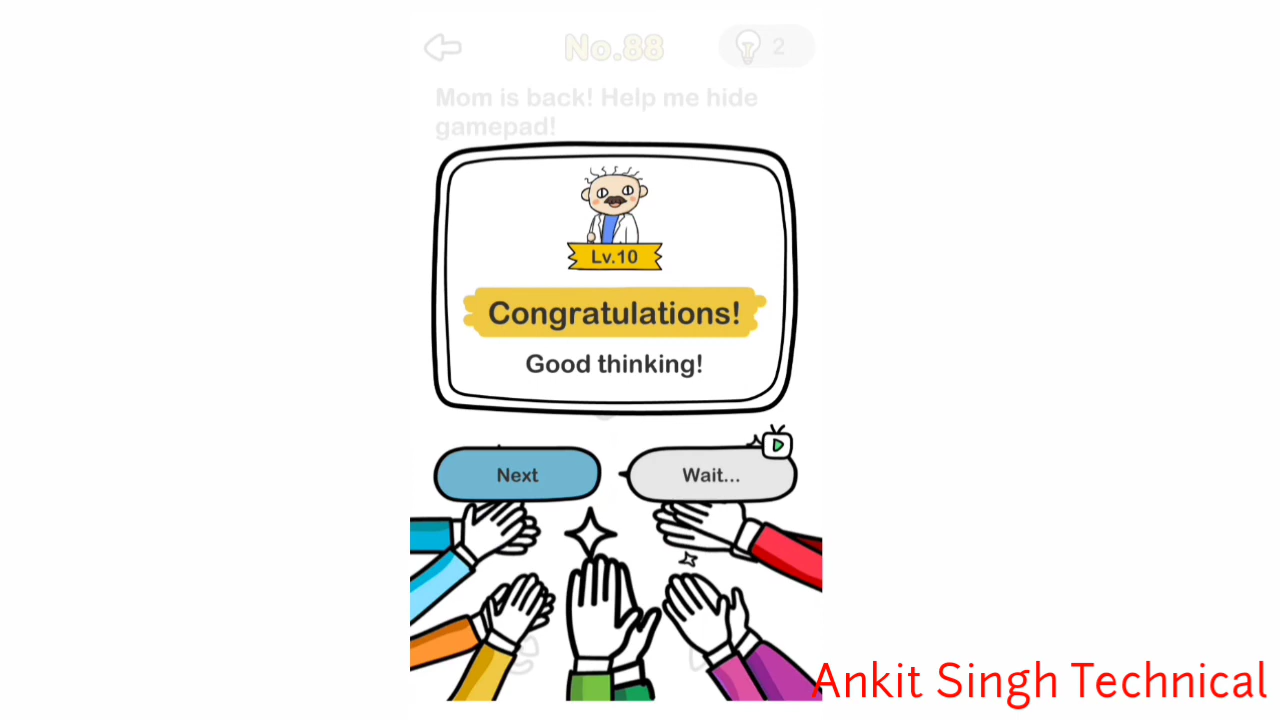 No.88
2
Mom is back! Help me hide
gamepad!
Lv.10
Congratulations!
Good thinking!
Next
Wait...
Ankit Singh Technical